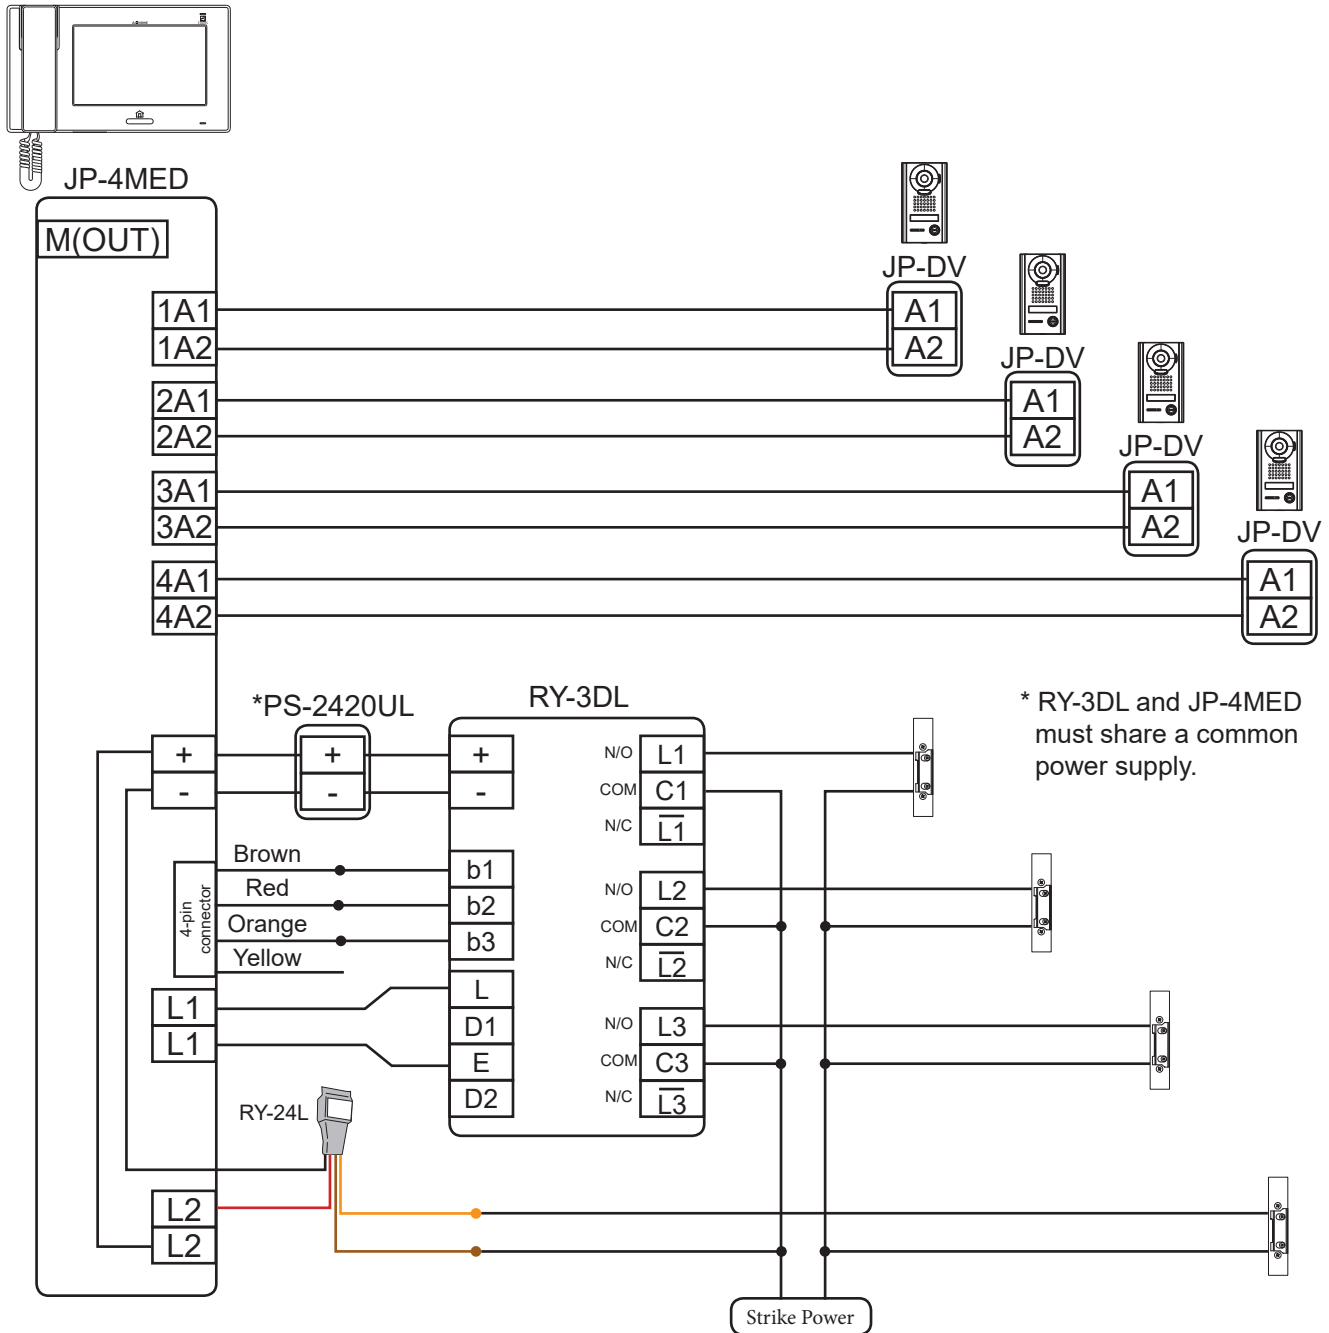 JP-4MED
M(OUT)
1A1
1A2
2A1
2A2
3A1
3A2
4A1
4A2
JP-DV
A1
A2
JP-DV
A1
A2
JP-DV
A1
A2
JP-DV
A1
A2
*PS-2420UL
+
-
+
-
RY-3DL
+
-
b1
b2
b3
L
D1
E
D2
N/O L1
COM C1
N/C L̅1̅
N/O L2
COM C2
N/C L̅2̅
N/O L3
COM C3
N/C L̅3̅
* RY-3DL and JP-4MED
must share a common
power supply.
4-pin
connector
Brown
Red
Orange
Yellow
L1
L1
RY-24L
L2
L2
Strike Power